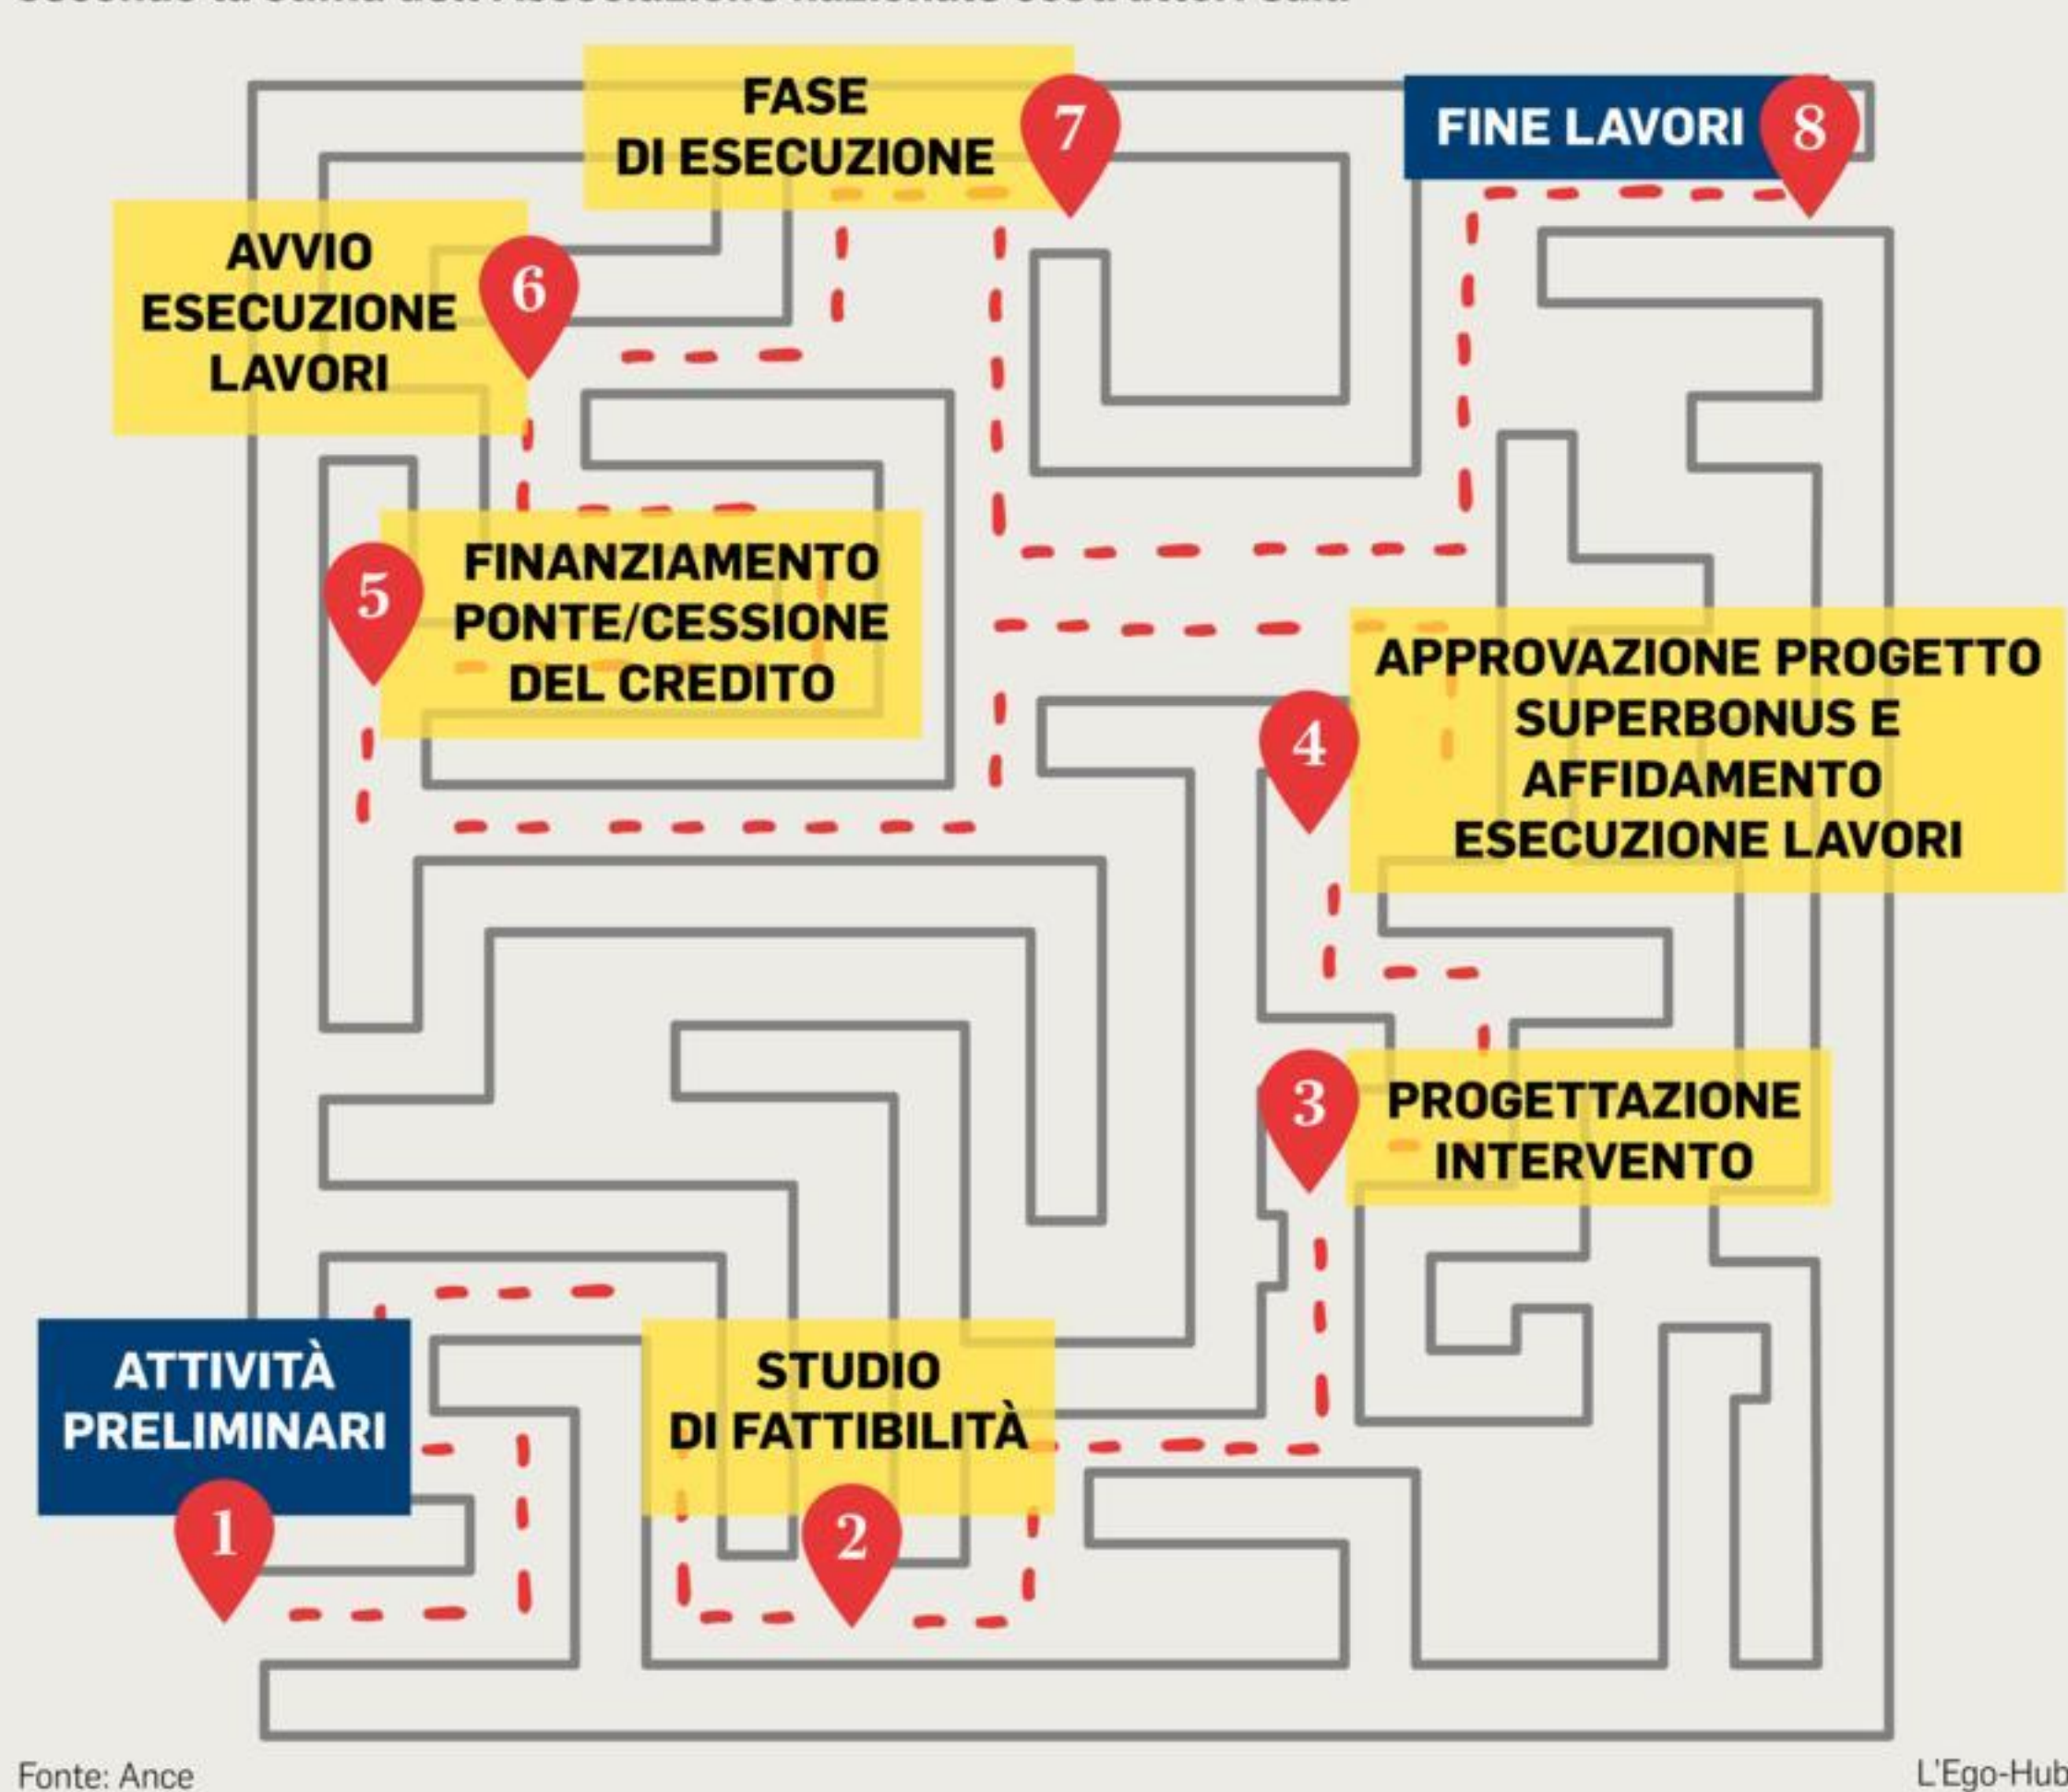 FASE
DI ESECUZIONE
7
FINE LAVORI
8
AVVIO
ESECUZIONE
LAVORI
6
5
FINANZIAMENTO
PONTE/CESSIONE
DEL CREDITO
4
APPROVAZIONE PROGETTO
SUPERBONUS E
AFFIDAMENTO
ESECUZIONE LAVORI
3
PROGETTAZIONE
INTERVENTO
ATTIVITÀ
PRELIMINARI
1
STUDIO
DI FATTIBILITÀ
2
Fonte: Ance
L'Ego-Hub